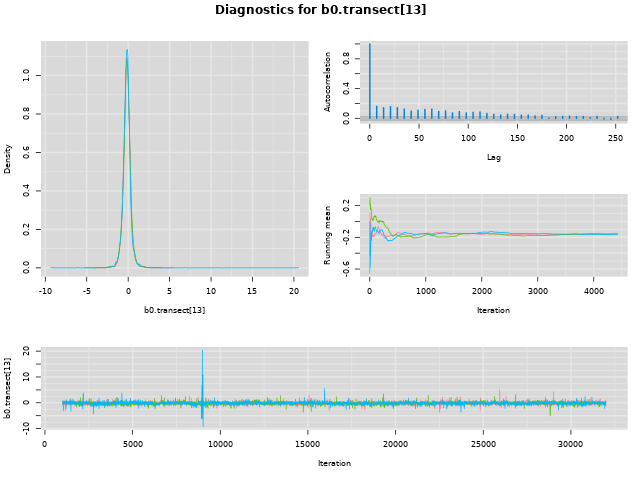 Diagnostics for b0.transect[13]
Density
0.0 0.2 0.4 0.6 0.8 1.0
-10 -5 0 5 10 15 20
b0.transect[13]
Autocorrelation
0.0 0.4 0.8
0 50 100 150 200 250
Lag
Running mean
-0.6 -0.2 0.2
0 1000 2000 3000 4000
Iteration
b0.transect[13]
-10 0 10 20
0 5000 10000 15000 20000 25000 30000
Iteration